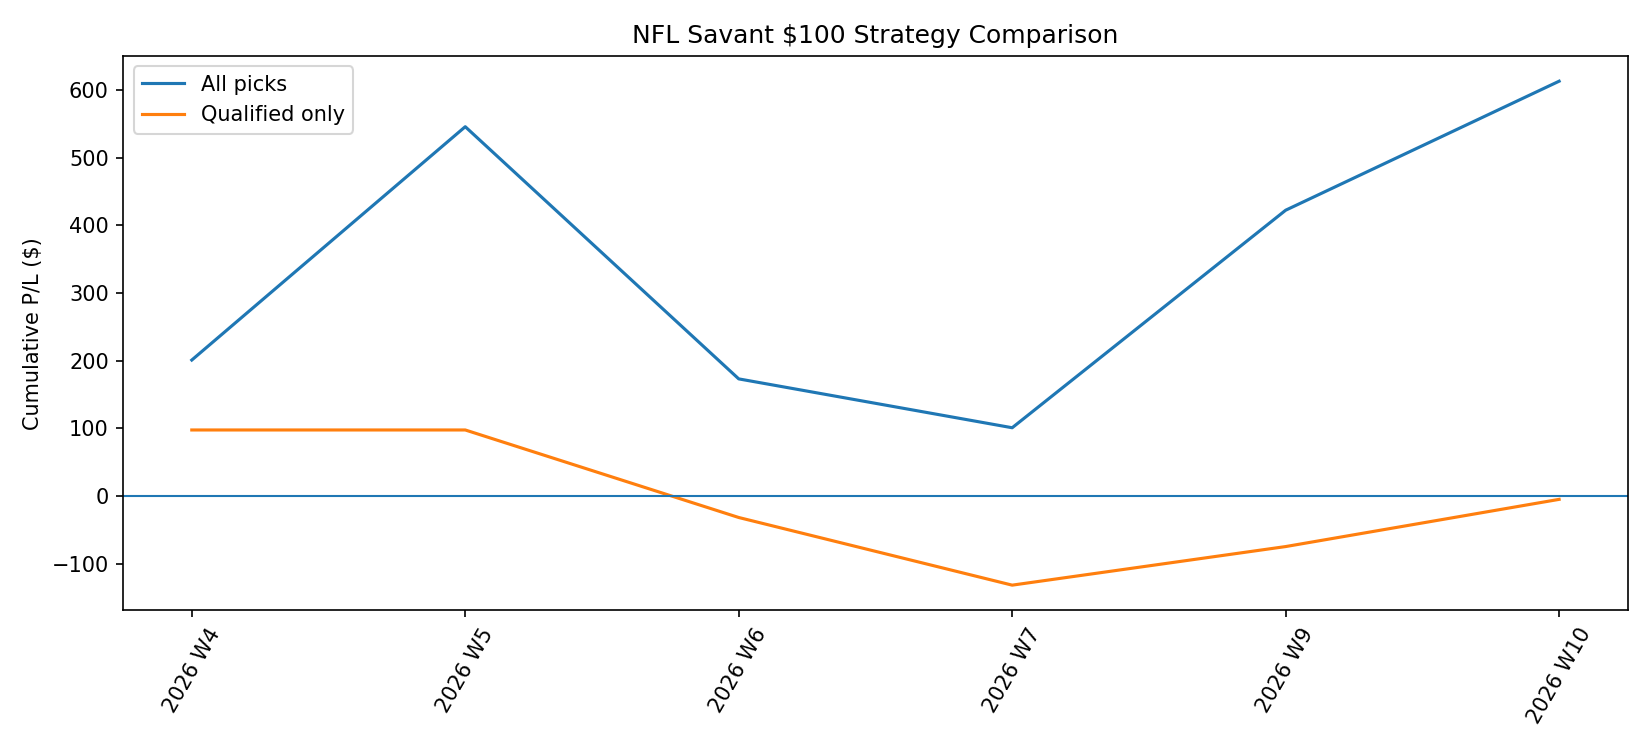 NFL Savant $100 Strategy Comparison
All picks
Qualified only
Cumulative P/L ($)
600
500
400
300
200
100
0
−100
2026 W4
2026 W5
2026 W6
2026 W7
2026 W9
2026 W10